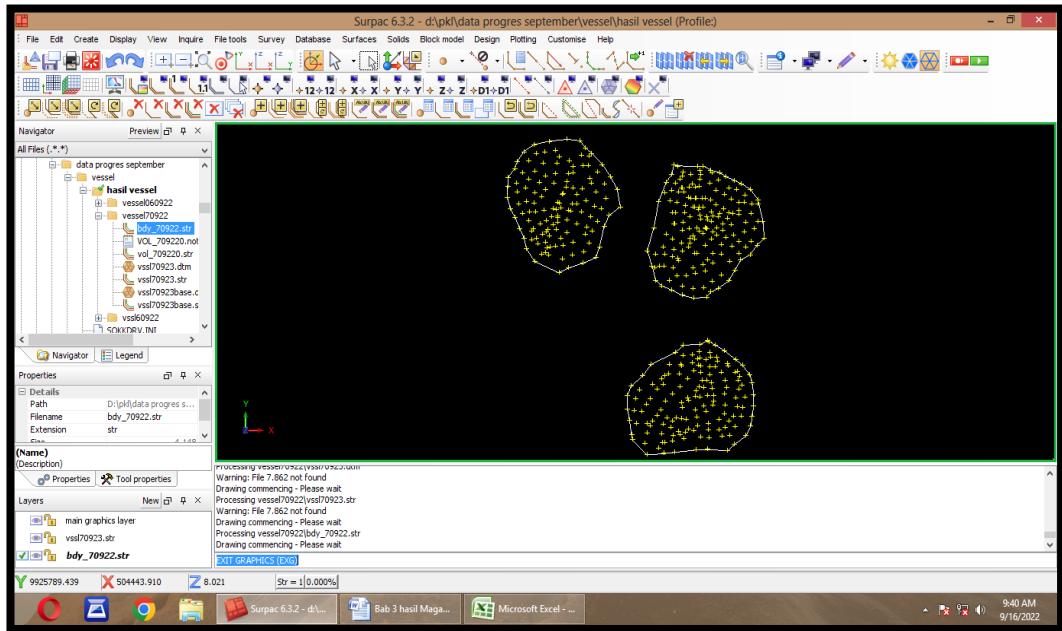 Surpac 6.3.2 - d:\pkl\data progres september\vessel\hasil vessel (Profile:)
File Edit Create Display View Inquire File tools Survey Database Surfaces Solids Block model Design Plotting Customise Help
Navigator Preview
All Files (.*.*)
data progres september
vessel
hasil vessel
vessel060922
vessel70922
bdy_70922.str
VOL_709220.not
vol_709220.str
vssl70923.dtm
vssl70923.str
vssl70923base.c
vssl70923base.s
vssl60922
SOKKDRV.INI
Navigator Legend
Properties
Details
Path D:\pkl\data progres s...
Filename bdy_70922.str
Extension str
(Name)
(Description)
Properties Tool properties
Layers New
main graphics layer
vssl70923.str
bdy_70922.str
Y
X
Processing vessel70922\vssl70923.dtm
Warning: File 7.862 not found
Drawing commencing - Please wait
Processing vessel70922\vssl70923.str
Warning: File 7.862 not found
Drawing commencing - Please wait
Processing vessel70922\bdy_70922.str
Drawing commencing - Please wait
EXIT GRAPHICS (EXG)
Y 9925789.439 X 504443.910 Z 8.021 Str = 1 0.000%
Surpac 6.3.2 - d:\... Bab 3 hasil Maga... Microsoft Excel - ...
9:40 AM
9/16/2022